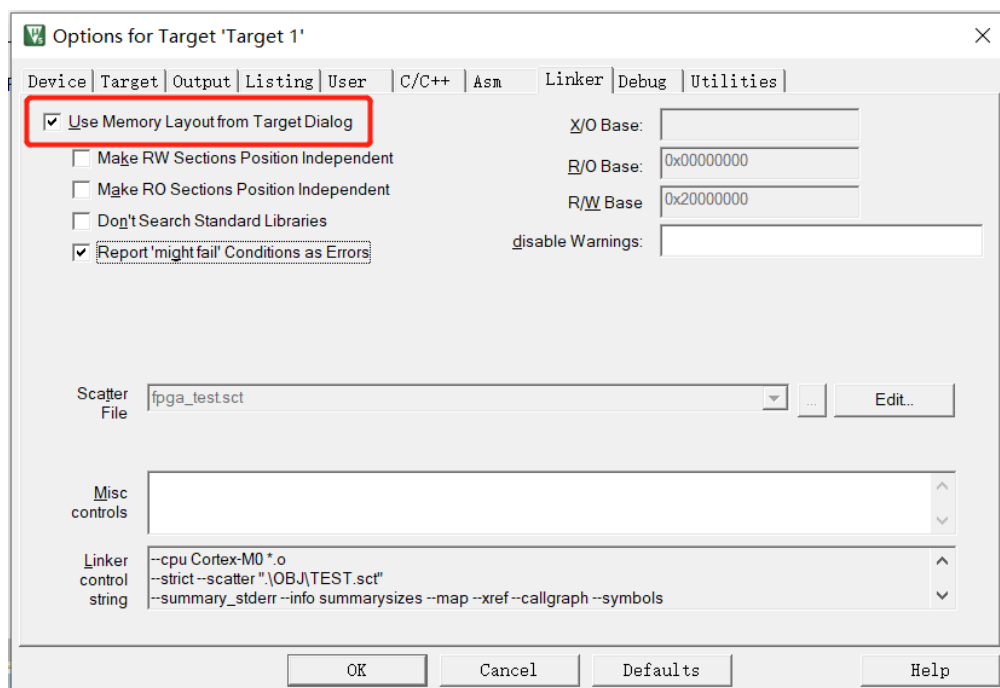 Options for Target 'Target 1'
Device Target Output Listing User C/C++ Asm Linker Debug Utilities
Use Memory Layout from Target Dialog
Make RW Sections Position Independent
Make RO Sections Position Independent
Don't Search Standard Libraries
Report 'might fail' Conditions as Errors
X/O Base:
R/O Base: 0x00000000
R/W Base 0x20000000
disable Warnings:
Scatter File
fpga_test.sct
...
Edit...
Misc controls
Linker control string
--cpu Cortex-M0 *.o
--strict --scatter ".\OBJ\TEST.sct"
--summary_stderr --info summarysizes --map --xref --callgraph --symbols
OK Cancel Defaults Help